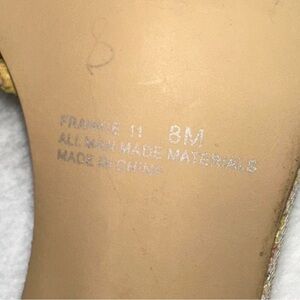 FRANKIE 11 8M
ALL MAN MADE MATERIALS
MADE IN CHINA